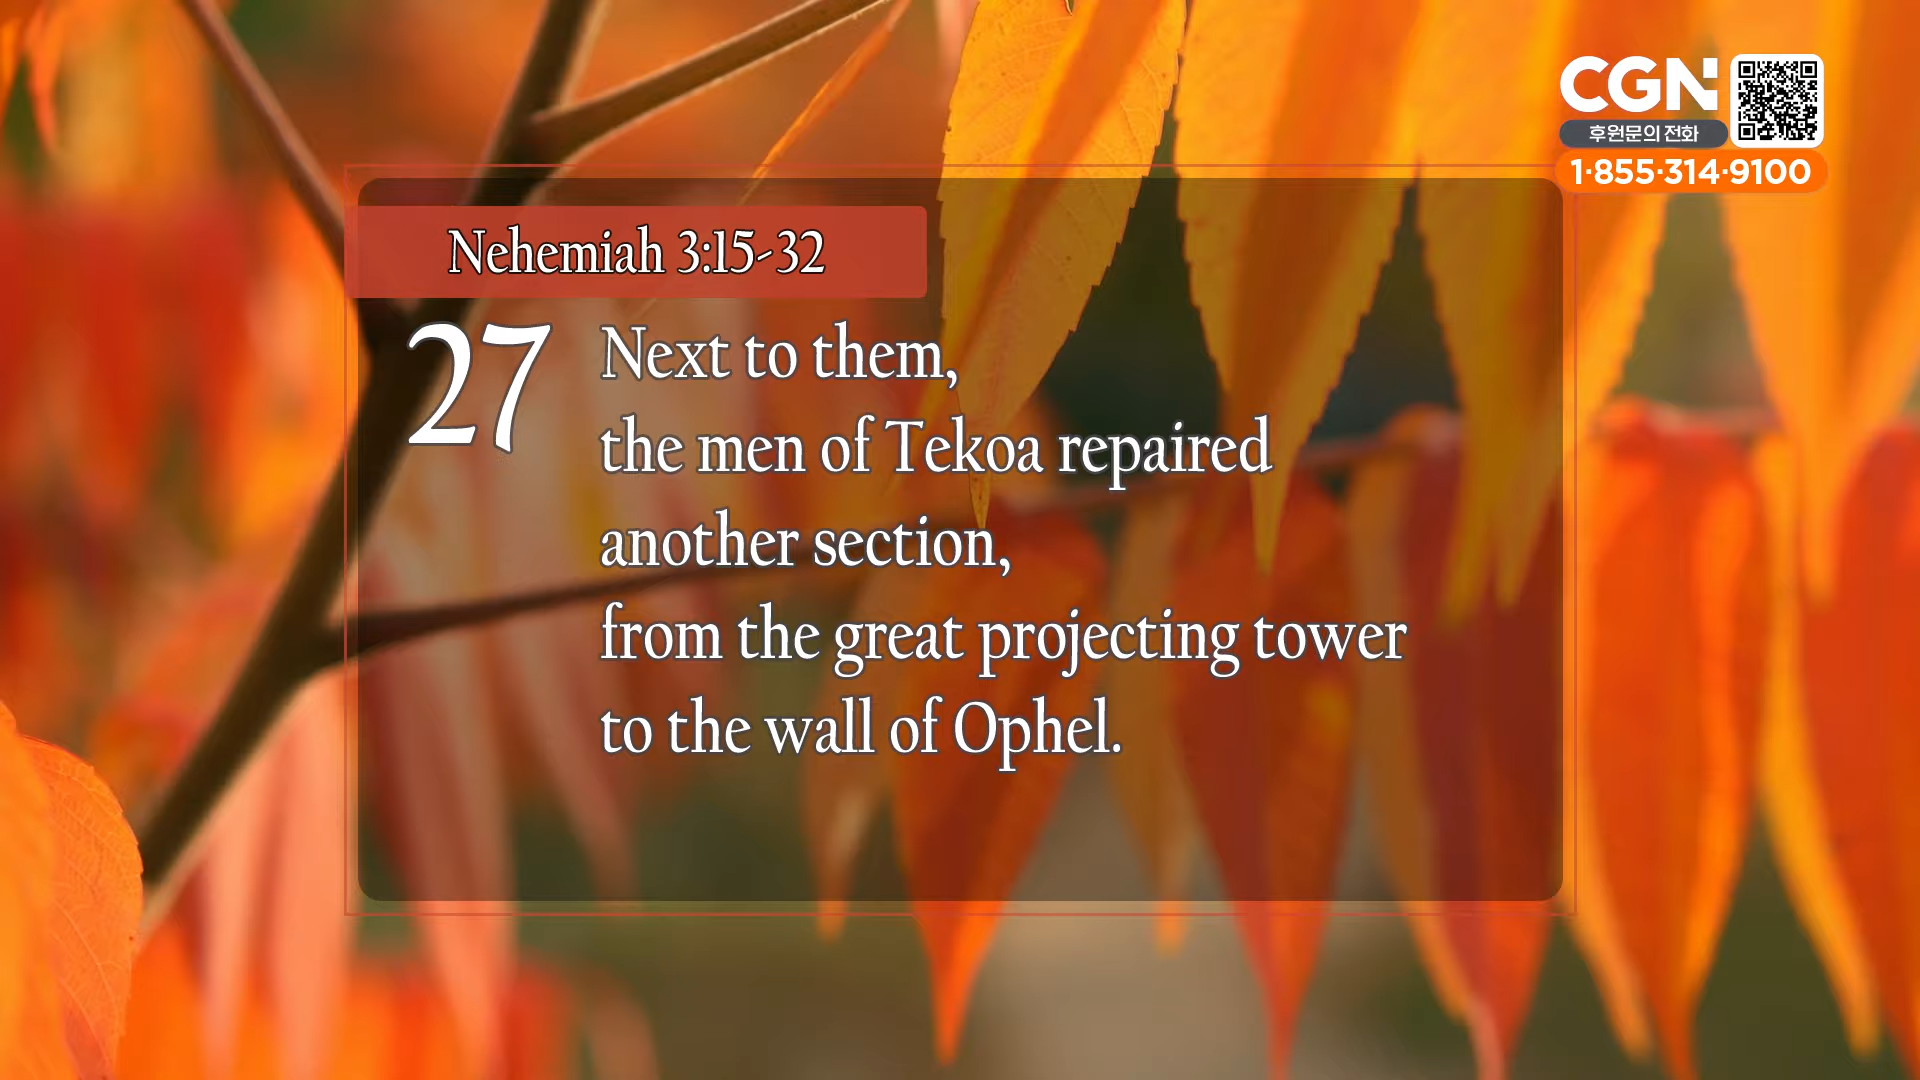 CGN
후원문의 전화
1·855·314·9100
Nehemiah 3:15-32
27 Next to them,
the men of Tekoa repaired
another section,
from the great projecting tower
to the wall of Ophel.